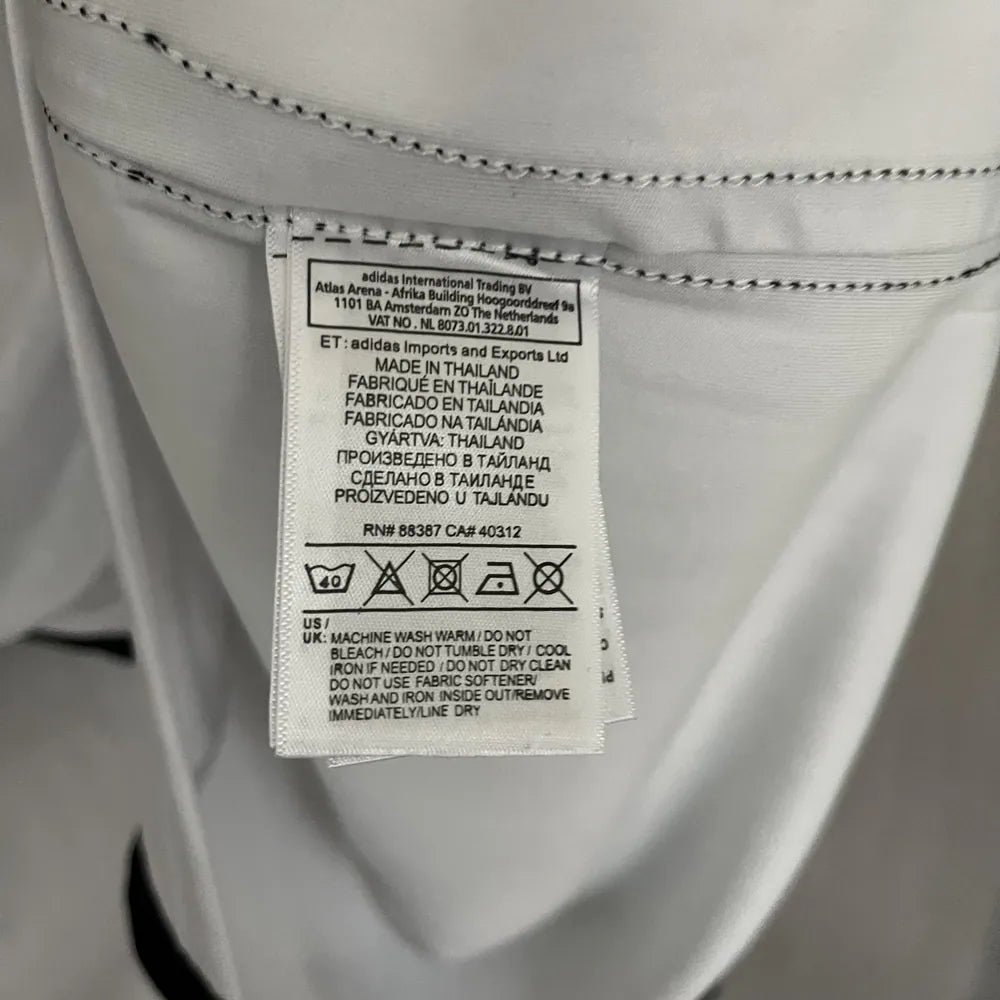 adidas International Trading BV
Atlas Arena - Afrika Building Hoogoorddreef 9a
1101 BA Amsterdam ZO The Netherlands
VAT NO. NL 8073.01.322.8.01
ET: adidas Imports and Exports Ltd
MADE IN THAILAND
FABRIQUÉ EN THAÏLANDE
FABRICADO EN TAILANDIA
FABRICADO NA TAILÁNDIA
GYÁRTVA: THAILAND
ПРОИЗВЕДЕНО В ТАЙЛАНД
СДЕЛАНО В ТАИЛАНДЕ
PROIZVEDENO U TAJLANDU
RN# 88387 CA# 40312
40
US /
UK: MACHINE WASH WARM / DO NOT
BLEACH / DO NOT TUMBLE DRY / COOL
IRON IF NEEDED / DO NOT DRY CLEAN
DO NOT USE FABRIC SOFTENER/
WASH AND IRON INSIDE OUT/REMOVE
IMMEDIATELY/LINE DRY